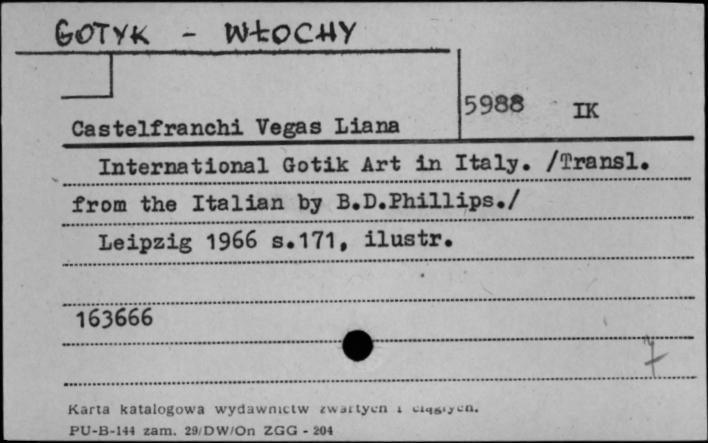 GOTYK - WŁOCHY
5988 IK
Castelfranchi Vegas Liana
International Gotik Art in Italy. /Transl.
from the Italian by B.D.Phillips./
Leipzig 1966 s.171, ilustr.
163666
Karta katalogowa wydawnictw zwartych i ciągłych.
PU-B-144 zam. 29/DW/On ZGG - 204